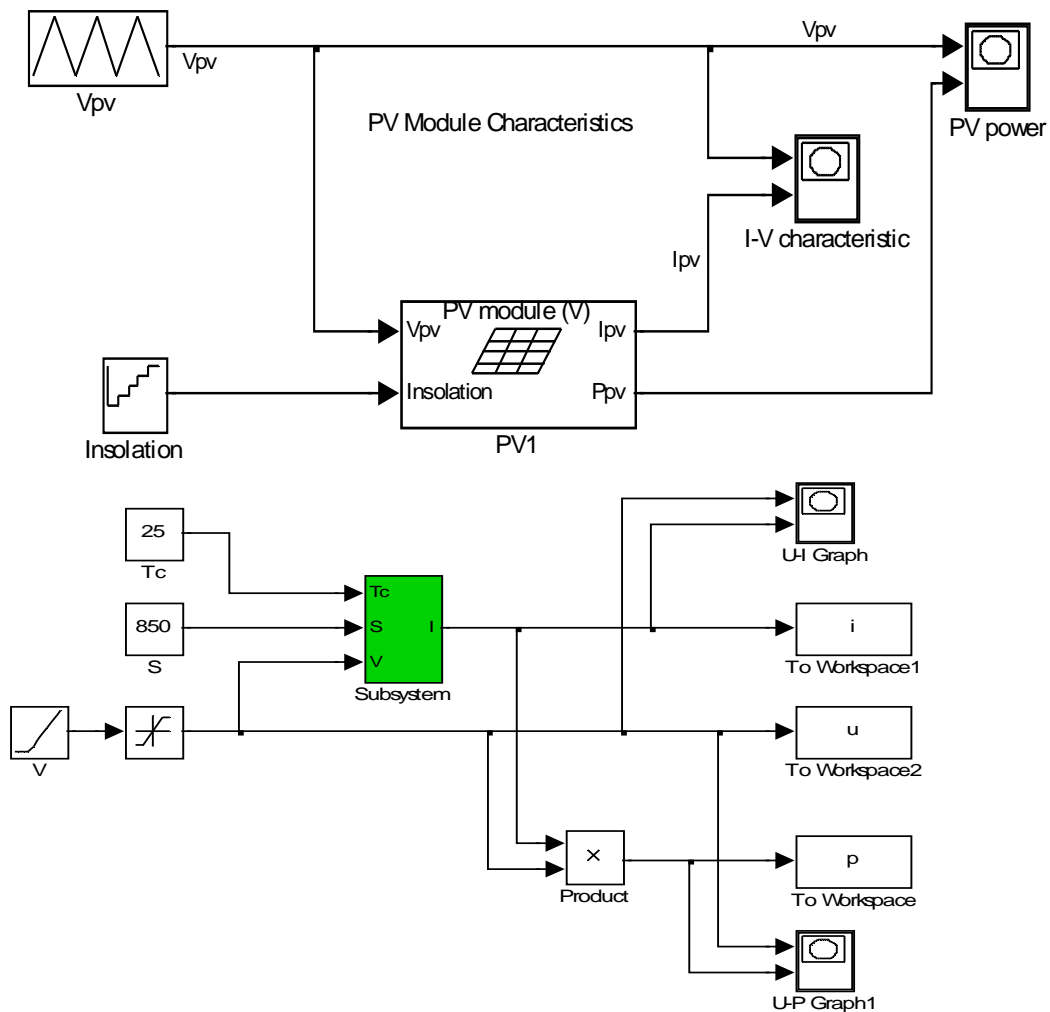 Vpv
Vpv
Vpv
PV power
PV Module Characteristics
I-V characteristic
Ipv
PV module (V)
Vpv
Ipv
Insolation
Ppv
PV1
Insolation
25
Tc
850
S
V
Tc
S
I
V
Subsystem
U-I Graph
i
To Workspace1
u
To Workspace2
×
Product
p
To Workspace
U-P Graph1